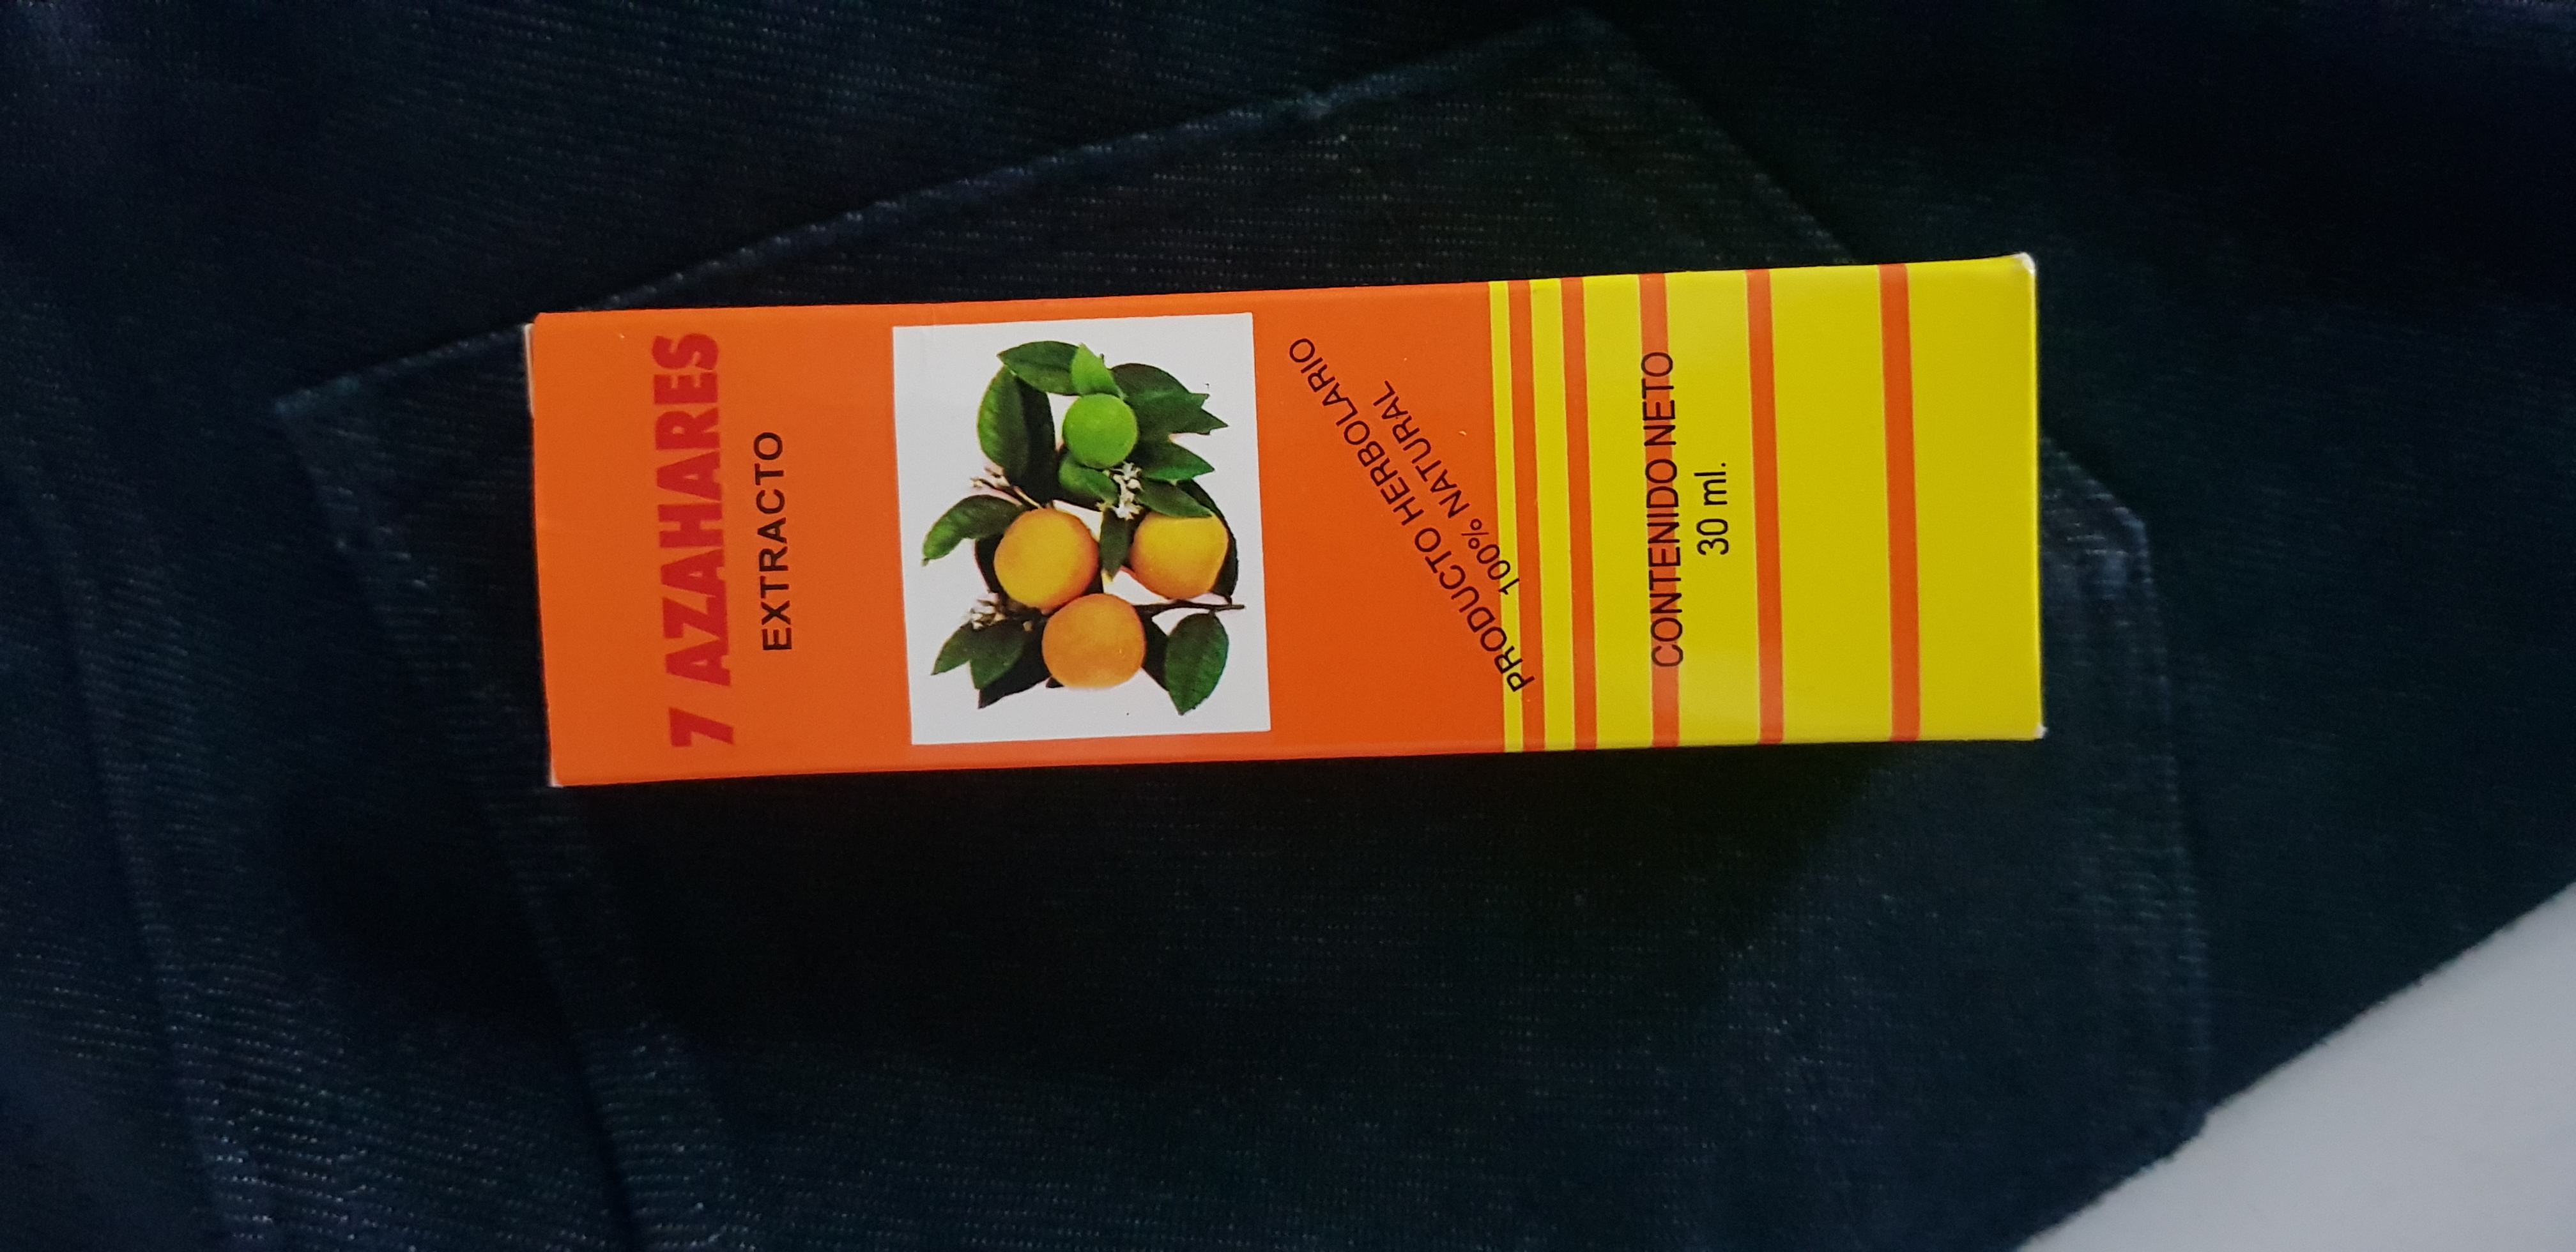 7 AZAHARES
EXTRACTO
PRODUCTO HERBOLARIO
100% NATURAL
CONTENIDO NETO
30 ml.